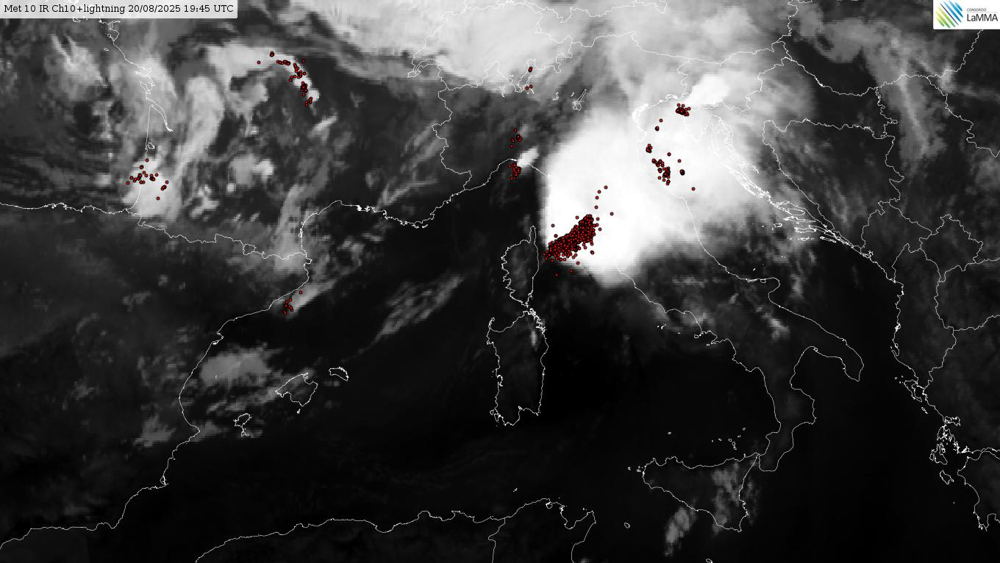 Met 10 IR Ch10+lightning 20/08/2025 19:45 UTC
CONSORZIO
LaMMA